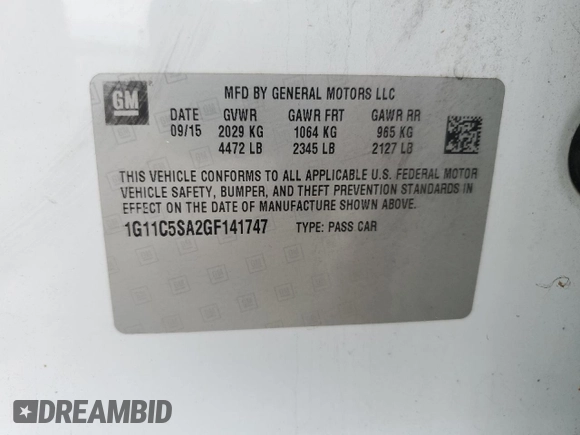 GM
MFD BY GENERAL MOTORS LLC
DATE GVWR GAWR FRT GAWR RR
09/15 2029 KG 1064 KG 965 KG
4472 LB 2345 LB 2127 LB
THIS VEHICLE CONFORMS TO ALL APPLICABLE U.S. FEDERAL MOTOR
VEHICLE SAFETY, BUMPER, AND THEFT PREVENTION STANDARDS IN
EFFECT ON THE DATE OF MANUFACTURE SHOWN ABOVE.
1G11C5SA2GF141747 TYPE: PASS CAR
DREAMBID